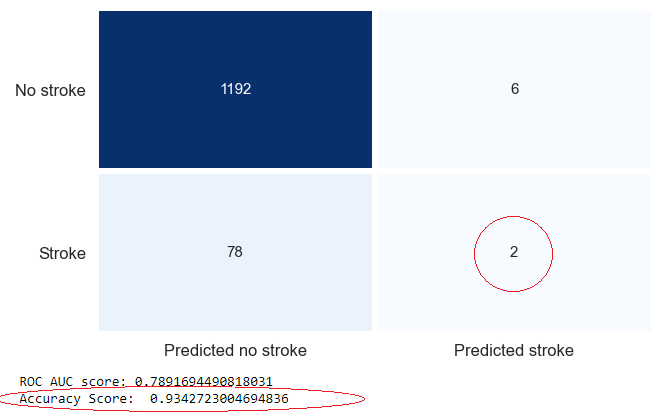 No stroke 1192 6
Stroke 78 2
Predicted no stroke Predicted stroke
ROC AUC score: 0.7891694490818031
Accuracy Score:  0.9342723004694836